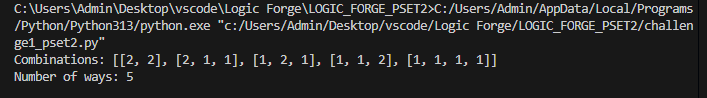 C:\Users\Admin\Desktop\vscode\Logic Forge\LOGIC_FORGE_PSET2>C:/Users/Admin/AppData/Local/Programs
/Python/Python313/python.exe "c:/Users/Admin/Desktop/vscode/Logic Forge/LOGIC_FORGE_PSET2/challen
ge1_pset2.py"
Combinations: [[2, 2], [2, 1, 1], [1, 2, 1], [1, 1, 2], [1, 1, 1, 1]]
Number of ways: 5